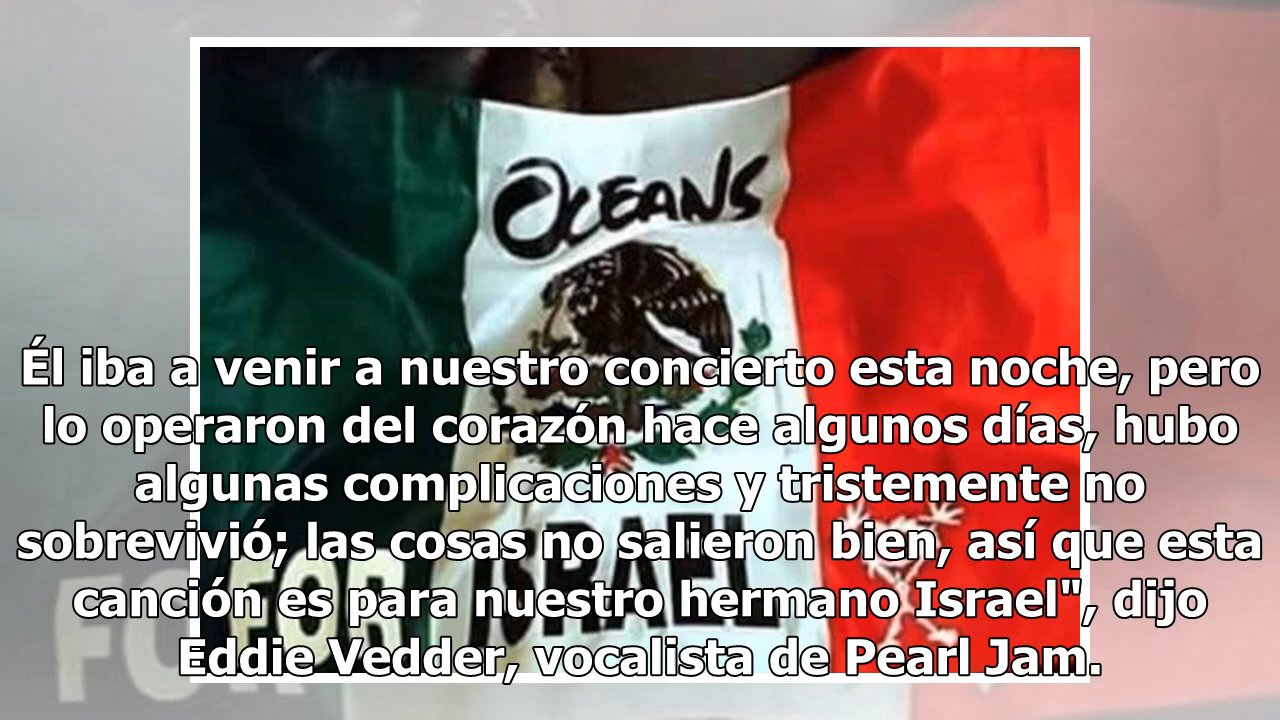 OCEANS
Él iba a venir a nuestro concierto esta noche, pero
lo operaron del corazón hace algunos días, hubo
algunas complicaciones y tristemente no
sobrevivió; las cosas no salieron bien, así que esta
canción es para nuestro hermano Israel", dijo
Eddie Vedder, vocalista de Pearl Jam.
FOR ISRAEL